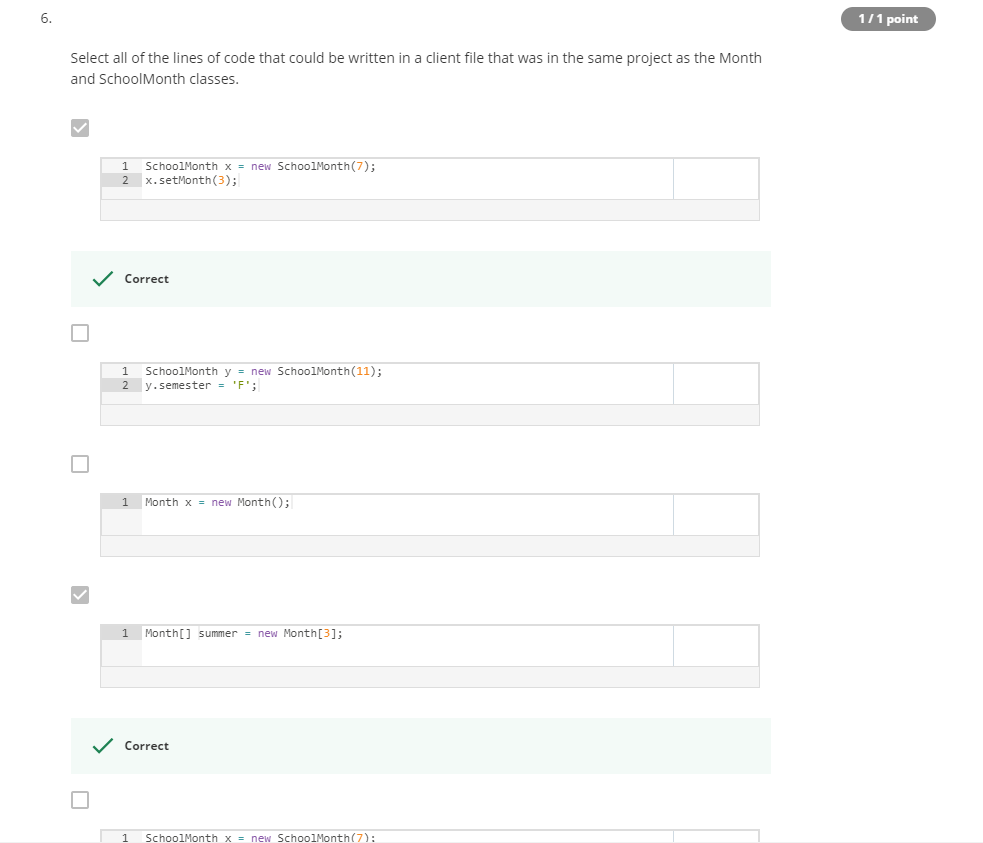 6.
1 / 1 point
Select all of the lines of code that could be written in a client file that was in the same project as the Month
and SchoolMonth classes.
1 SchoolMonth x = new SchoolMonth(7);
2 x.setMonth(3);
Correct
1 SchoolMonth y = new SchoolMonth(11);
2 y.semester = 'F';
1 Month x = new Month();
1 Month[] summer = new Month[3];
Correct
1 SchoolMonth x = new SchoolMonth(7);